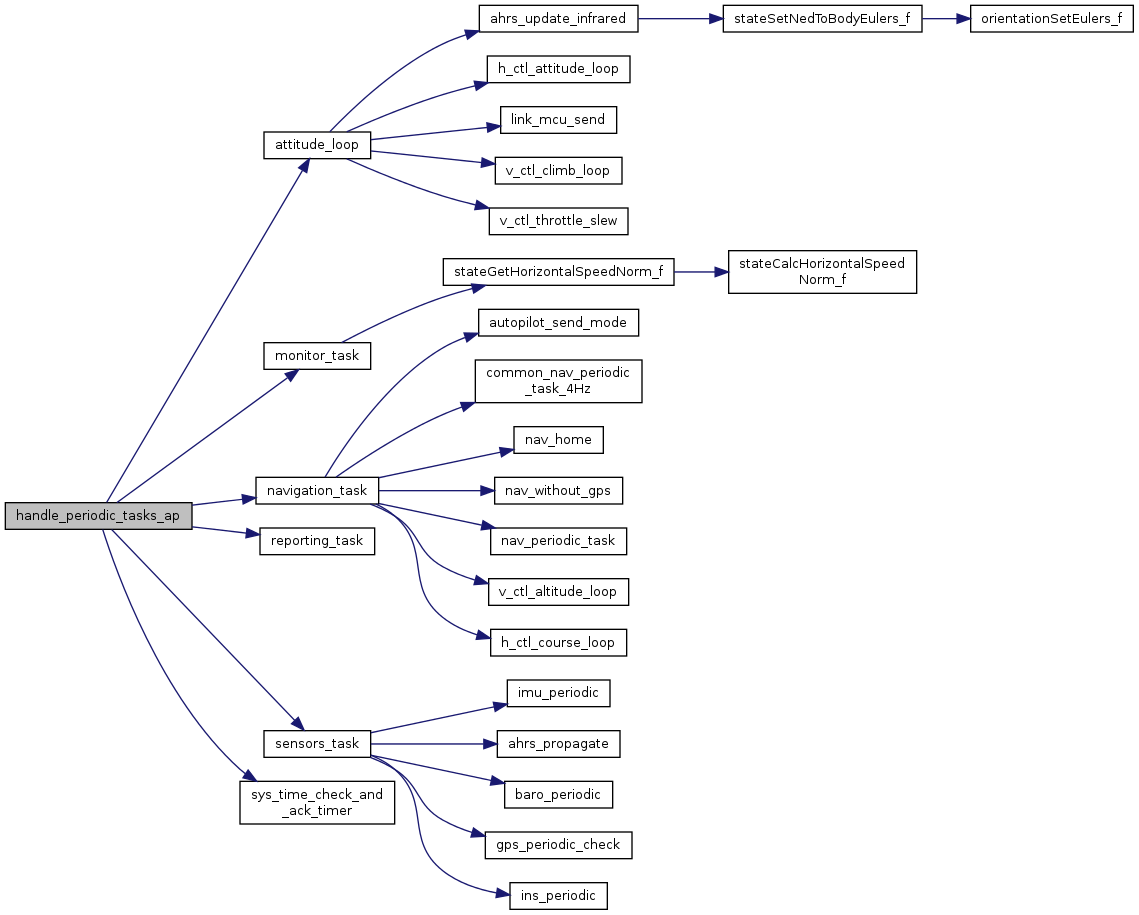 ahrs_update_infrared
stateSetNedToBodyEulers_f
orientationSetEulers_f
h_ctl_attitude_loop
link_mcu_send
attitude_loop
v_ctl_climb_loop
v_ctl_throttle_slew
stateGetHorizontalSpeedNorm_f
stateCalcHorizontalSpeed
Norm_f
autopilot_send_mode
monitor_task
common_nav_periodic
_task_4Hz
nav_home
navigation_task
nav_without_gps
handle_periodic_tasks_ap
reporting_task
nav_periodic_task
v_ctl_altitude_loop
h_ctl_course_loop
imu_periodic
sensors_task
ahrs_propagate
baro_periodic
sys_time_check_and
_ack_timer
gps_periodic_check
ins_periodic